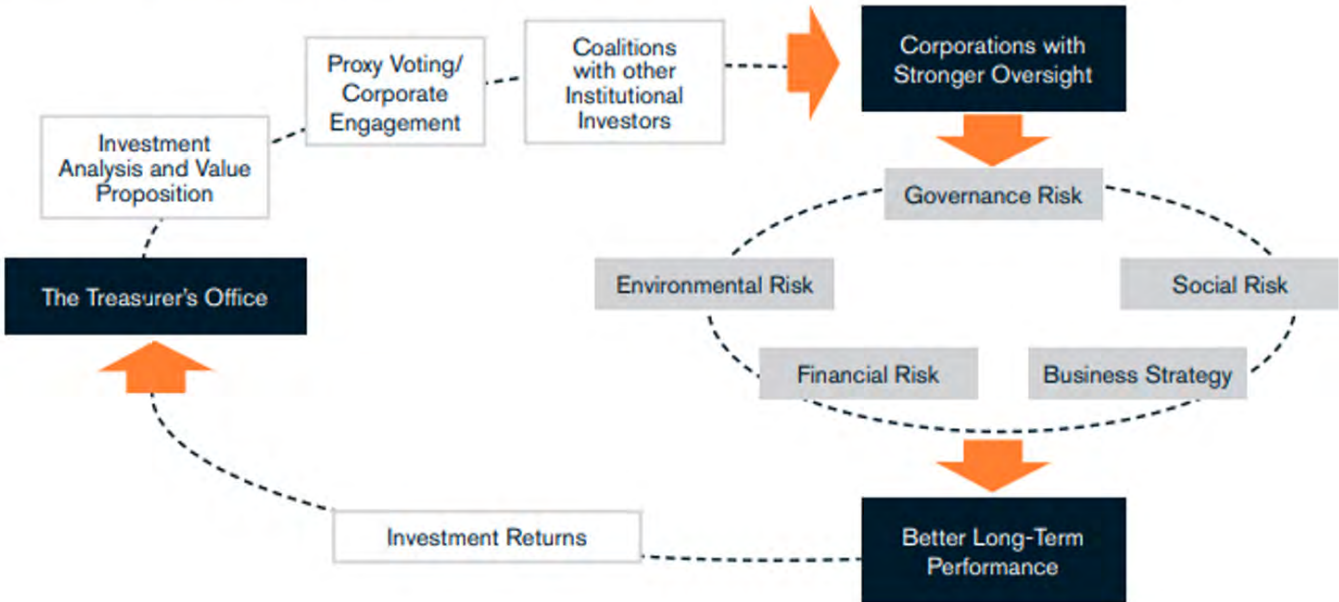 Coalitions
with other
Institutional
Investors
Corporations with
Stronger Oversight
Proxy Voting/
Corporate
Engagement
Investment
Analysis and Value
Proposition
Governance Risk
The Treasurer's Office
Environmental Risk
Social Risk
Financial Risk
Business Strategy
Investment Returns
Better Long-Term
Performance